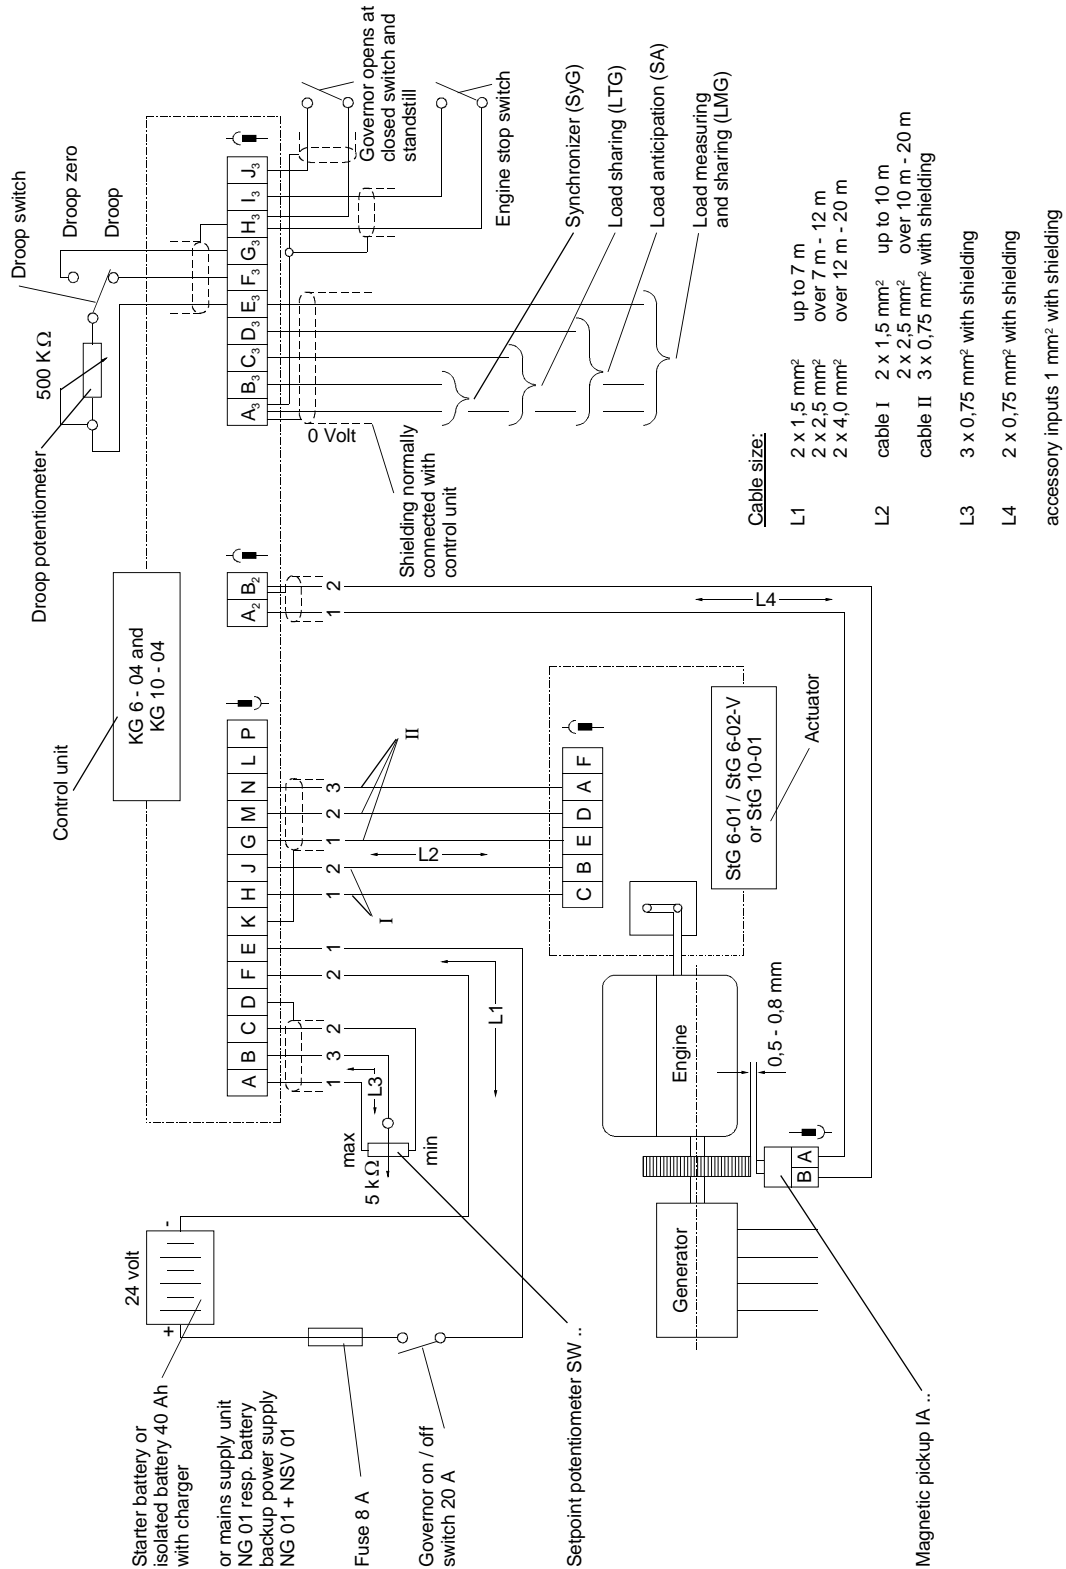 Control unit
KG 6 - 04 and
KG 10 - 04
Droop potentiometer
500 KΩ
Droop switch
Droop zero
Droop
24 volt
+
-
Starter battery or
isolated battery 40 Ah
with charger
or mains supply unit
NG 01 resp. battery
backup power supply
NG 01 + NSV 01
Fuse 8 A
Governor on / off
switch 20 A
A B C D F E K H J G M N L P
A2 B2
A3 B3 C3 D3 E3 F3 G3 H3 I3 J3
1 3 2 2 1 1 2 1 2 3
1 2
max
5 kΩ
min
L3
L1
I
L2
II
L4
0 Volt
Shielding normally
connected with
control unit
Governor opens at
closed switch and
standstill
Engine stop switch
Synchronizer (SyG)
Load sharing (LTG)
Load anticipation (SA)
Load measuring
and sharing (LMG)
C B E D A F
StG 6-01 / StG 6-02-V
or StG 10-01
Actuator
Generator
Engine
0,5 - 0,8 mm
B A
Setpoint potentiometer SW ..
Magnetic pickup IA ..
Cable size:
L1 2 x 1,5 mm² up to 7 m
2 x 2,5 mm² over 7 m - 12 m
2 x 4,0 mm² over 12 m - 20 m
L2 cable I 2 x 1,5 mm² up to 10 m
2 x 2,5 mm² over 10 m - 20 m
cable II 3 x 0,75 mm² with shielding
L3 3 x 0,75 mm² with shielding
L4 2 x 0,75 mm² with shielding
accessory inputs 1 mm² with shielding